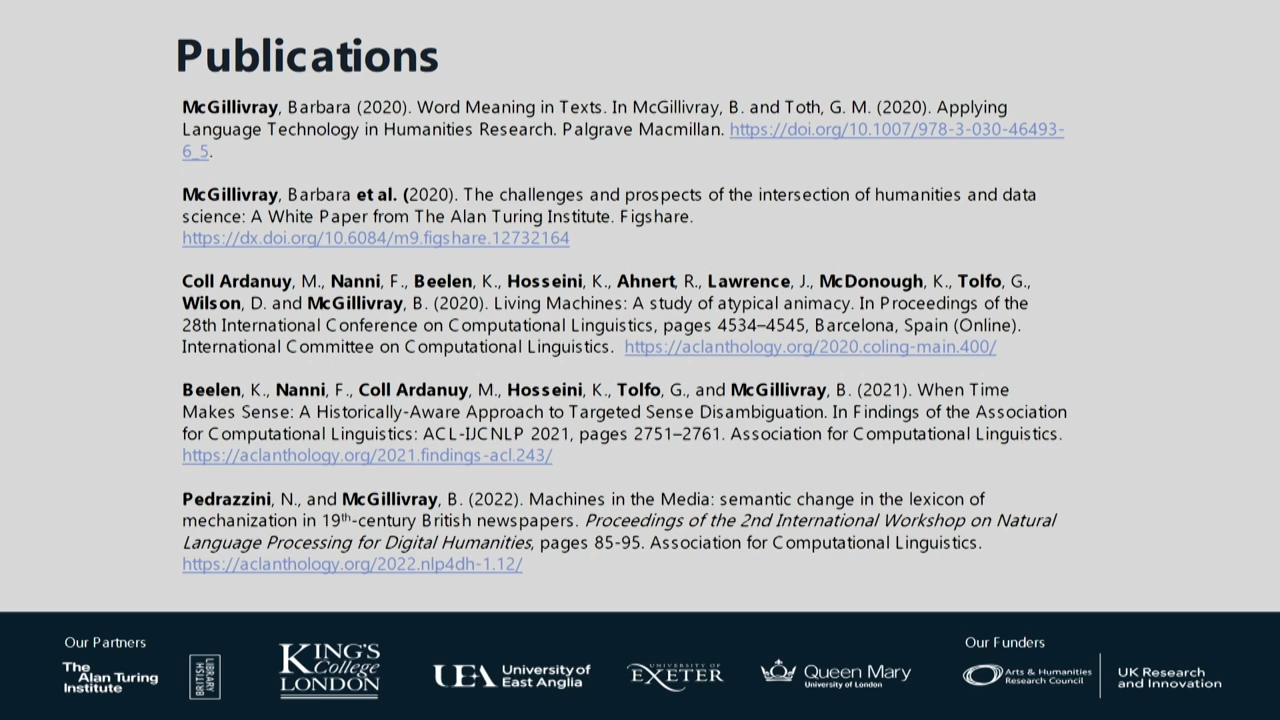 Publications
McGillivray, Barbara (2020). Word Meaning in Texts. In McGillivray, B. and Toth, G. M. (2020). Applying
Language Technology in Humanities Research. Palgrave Macmillan. https://doi.org/10.1007/978-3-030-46493-
6_5.
McGillivray, Barbara et al. (2020). The challenges and prospects of the intersection of humanities and data
science: A White Paper from The Alan Turing Institute. Figshare.
https://dx.doi.org/10.6084/m9.figshare.12732164
Coll Ardanuy, M., Nanni, F., Beelen, K., Hosseini, K., Ahnert, R., Lawrence, J., McDonough, K., Tolfo, G.,
Wilson, D. and McGillivray, B. (2020). Living Machines: A study of atypical animacy. In Proceedings of the
28th International Conference on Computational Linguistics, pages 4534–4545, Barcelona, Spain (Online).
International Committee on Computational Linguistics. https://aclanthology.org/2020.coling-main.400/
Beelen, K., Nanni, F., Coll Ardanuy, M., Hosseini, K., Tolfo, G., and McGillivray, B. (2021). When Time
Makes Sense: A Historically-Aware Approach to Targeted Sense Disambiguation. In Findings of the Association
for Computational Linguistics: ACL-IJCNLP 2021, pages 2751–2761. Association for Computational Linguistics.
https://aclanthology.org/2021.findings-acl.243/
Pedrazzini, N., and McGillivray, B. (2022). Machines in the Media: semantic change in the lexicon of
mechanization in 19th-century British newspapers. Proceedings of the 2nd International Workshop on Natural
Language Processing for Digital Humanities, pages 85-95. Association for Computational Linguistics.
https://aclanthology.org/2022.nlp4dh-1.12/
Our Partners
The
Alan Turing
Institute
BRITISH
LIBRARY
KING'S
College
LONDON
UEA University of
East Anglia
UNIVERSITY OF
EXETER
Queen Mary
University of London
Our Funders
Arts & Humanities
Research Council
UK Research
and Innovation